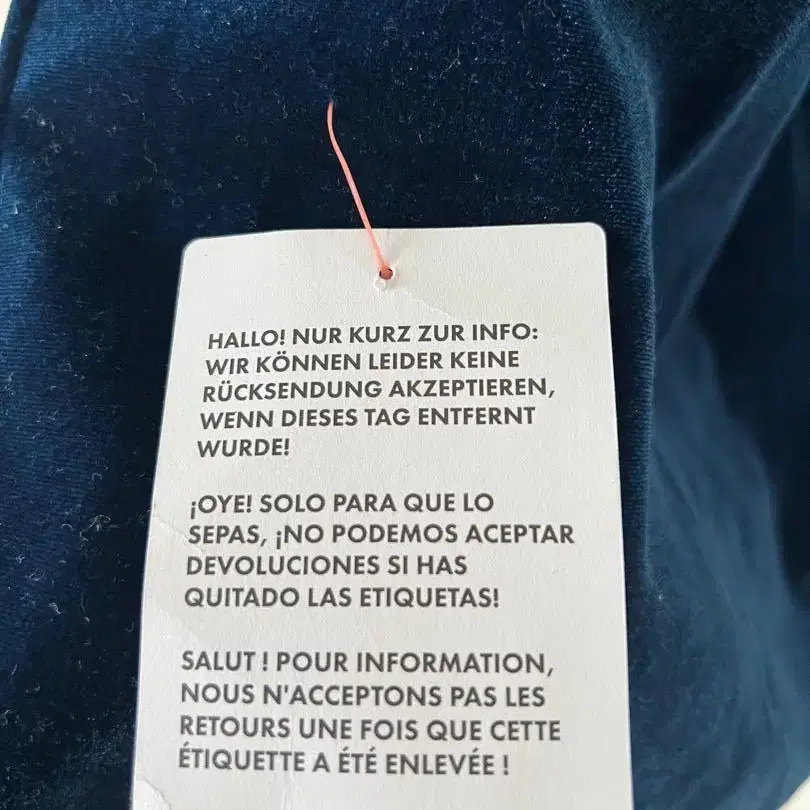 HALLO! NUR KURZ ZUR INFO:
WIR KÖNNEN LEIDER KEINE
RÜCKSENDUNG AKZEPTIEREN,
WENN DIESES TAG ENTFERNT
WURDE!
¡OYE! SOLO PARA QUE LO
SEPAS, ¡NO PODEMOS ACEPTAR
DEVOLUCIONES SI HAS
QUITADO LAS ETIQUETAS!
SALUT ! POUR INFORMATION,
NOUS N'ACCEPTONS PAS LES
RETOURS UNE FOIS QUE CETTE
ÉTIQUETTE A ÉTÉ ENLEVÉE !